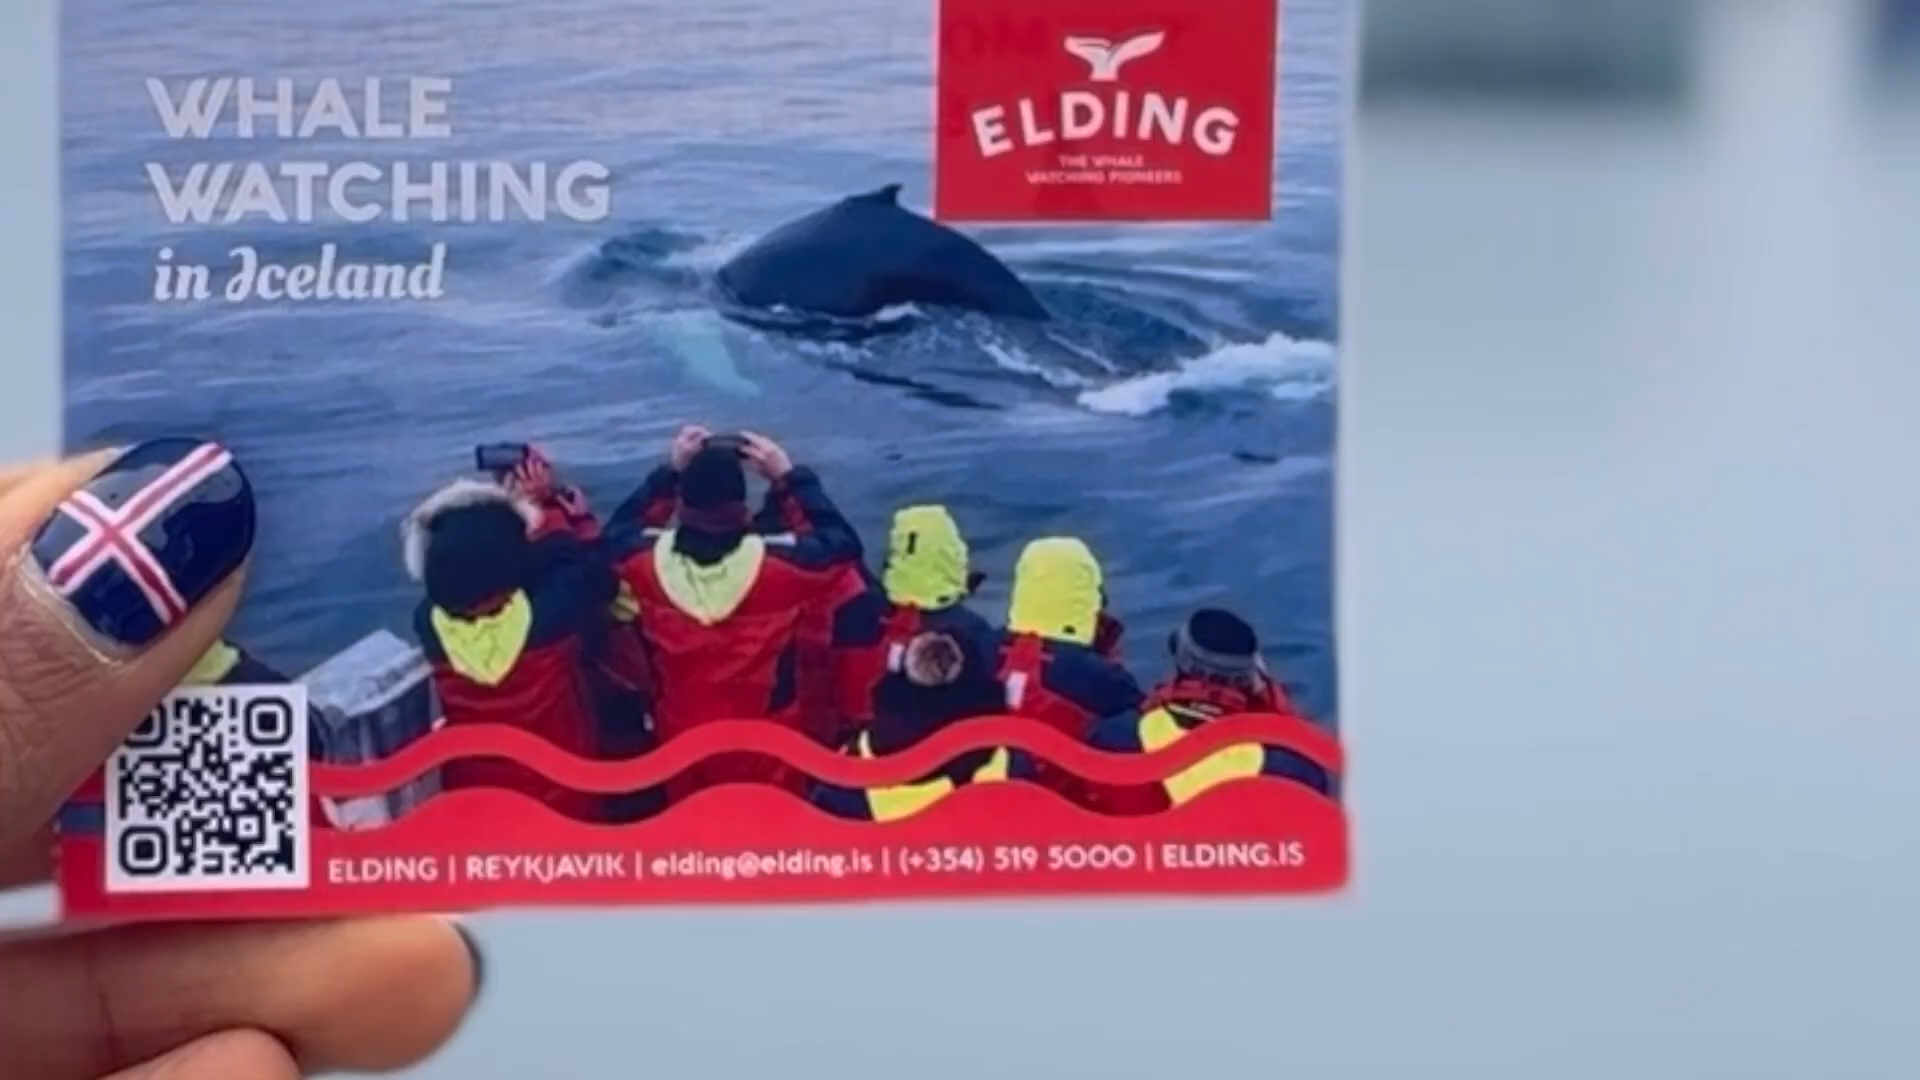 WHALE
WATCHING
in Iceland
ELDING
THE WHALE
WATCHING PIONEERS
ELDING | REYKJAVIK | elding@elding.is | (+354) 519 5000 | ELDING.IS